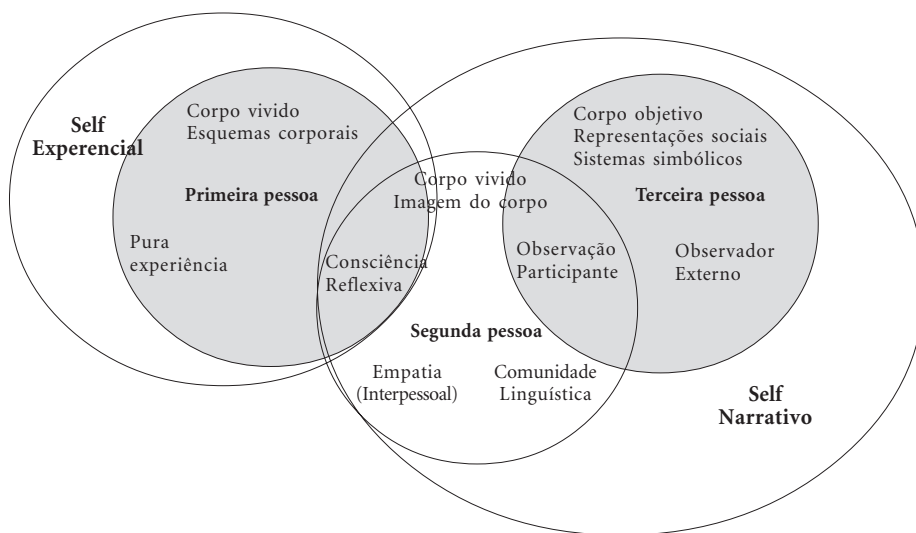 Self
Experencial
Corpo vivido
Esquemas corporais
Primeira pessoa
Pura
experiência
Consciência
Reflexiva
Corpo vivido
Imagem do corpo
Segunda pessoa
Empatia
(Interpessoal)
Comunidade
Linguística
Observação
Participante
Corpo objetivo
Representações sociais
Sistemas simbólicos
Terceira pessoa
Observador
Externo
Self
Narrativo